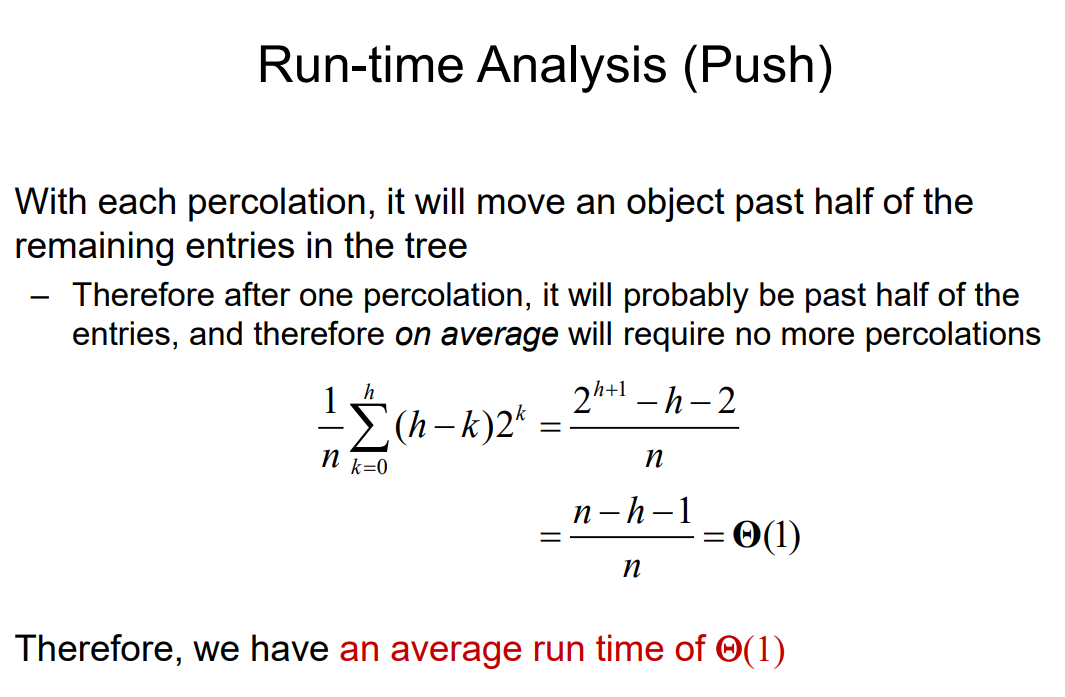 Run-time Analysis (Push)
With each percolation, it will move an object past half of the
remaining entries in the tree
– Therefore after one percolation, it will probably be past half of the
entries, and therefore on average will require no more percolations
\frac{1}{n}\sum_{k=0}^{h}(h-k)2^k = \frac{2^{h+1}-h-2}{n}
= \frac{n-h-1}{n} = Θ(1)
Therefore, we have an average run time of Θ(1)